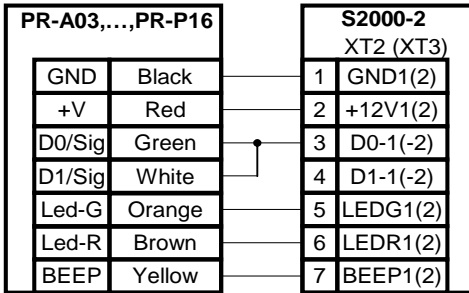 PR-A03,…,PR-P16 S2000-2
XT2 (XT3)
GND Black 1 GND1(2)
+V Red 2 +12V1(2)
D0/Sig Green 3 D0-1(-2)
D1/Sig White 4 D1-1(-2)
Led-G Orange 5 LEDG1(2)
Led-R Brown 6 LEDR1(2)
BEEP Yellow 7 BEEP1(2)